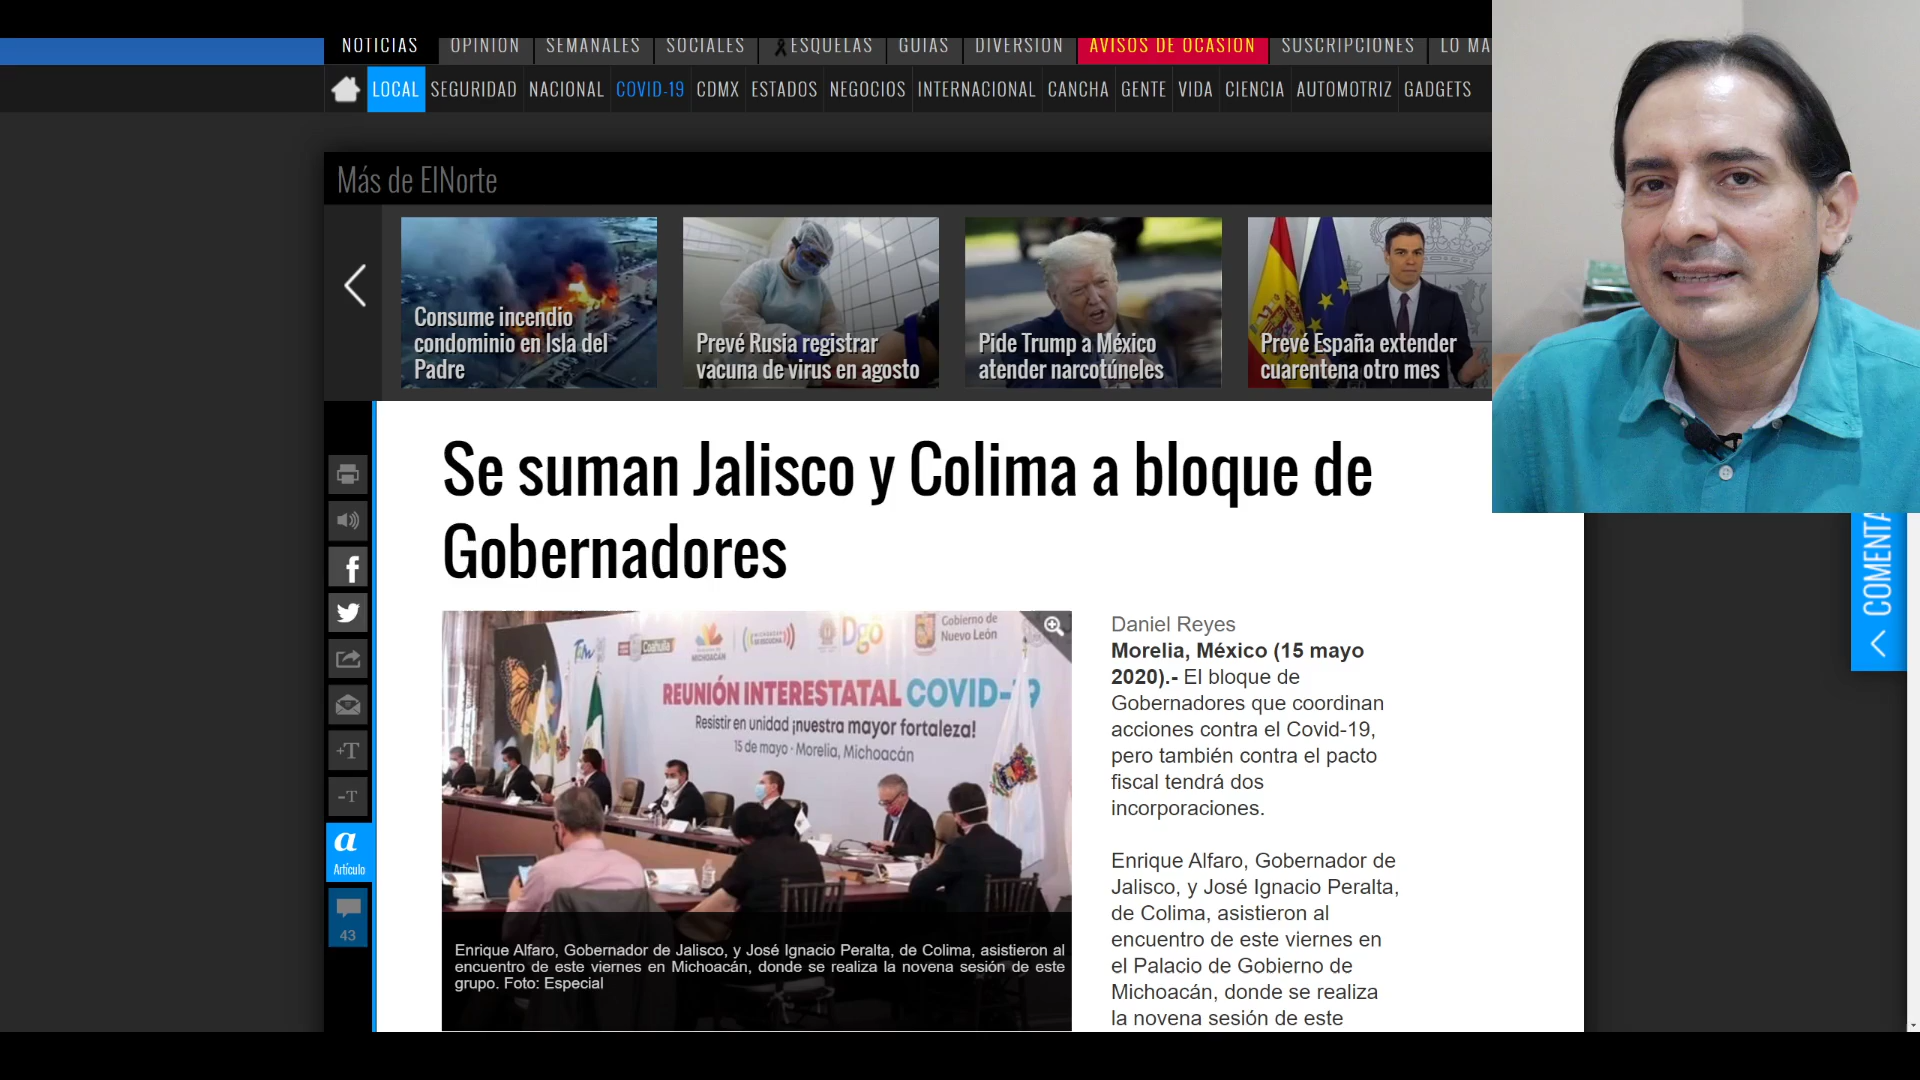 NOTICIAS OPINIÓN SEMANALES SOCIALES ESQUELAS GUÍAS DIVERSIÓN AVISOS DE OCASIÓN SUSCRIPCIONES LO MA
LOCAL SEGURIDAD NACIONAL COVID-19 CDMX ESTADOS NEGOCIOS INTERNACIONAL CANCHA GENTE VIDA CIENCIA AUTOMOTRIZ GADGETS
Más de ElNorte
Consume incendio
condominio en Isla del
Padre
Prevé Rusia registrar
vacuna de virus en agosto
Pide Trump a México
atender narcotúneles
Prevé España extender
cuarentena otro mes
Se suman Jalisco y Colima a bloque de
Gobernadores
+T
-T
a
Artículo
43
Coahuila
MICHOACÁN
Dgo
Gobierno de
Nuevo León
REUNIÓN INTERESTATAL COVID-19
Resistir en unidad ¡nuestra mayor fortaleza!
15 de mayo · Morelia, Michoacán
Enrique Alfaro, Gobernador de Jalisco, y José Ignacio Peralta, de Colima, asistieron al
encuentro de este viernes en Michoacán, donde se realiza la novena sesión de este
grupo. Foto: Especial
Daniel Reyes
Morelia, México (15 mayo
2020).- El bloque de
Gobernadores que coordinan
acciones contra el Covid-19,
pero también contra el pacto
fiscal tendrá dos
incorporaciones.
Enrique Alfaro, Gobernador de
Jalisco, y José Ignacio Peralta,
de Colima, asistieron al
encuentro de este viernes en
el Palacio de Gobierno de
Michoacán, donde se realiza
la novena sesión de este
COMENTA